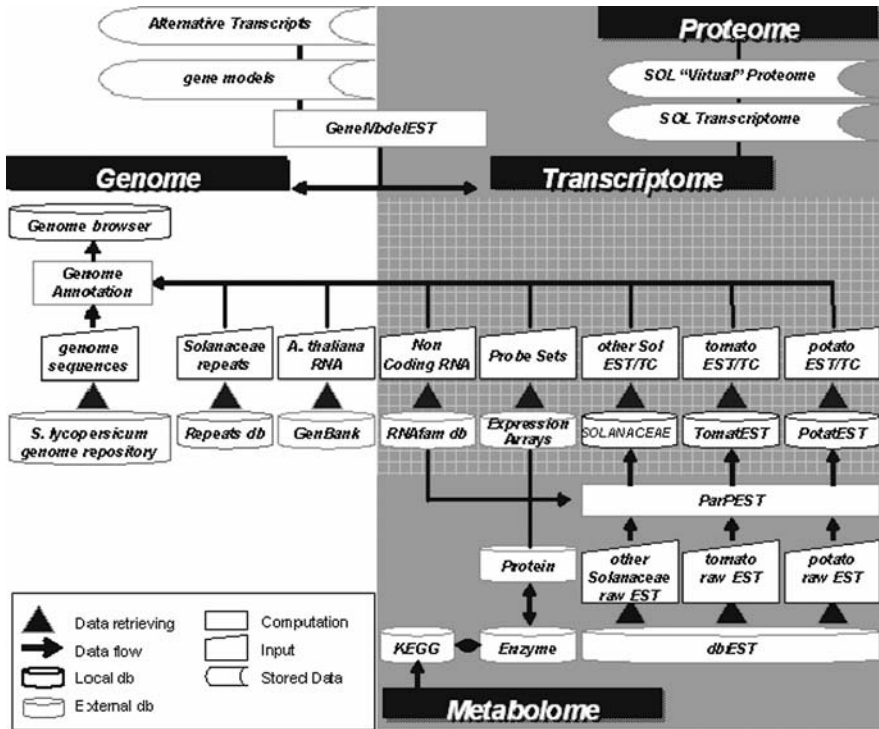 Alternative Transcripts
Proteome
gene models
SOL "Virtual" Proteome
SOL Transcriptome
GeneModelEST
Genome
Transcriptome
Genome browser
Genome
Annotation
genome
sequences
Solanaceae
repeats
A. thaliana
RNA
Non
Coding RNA
Probe Sets
other Sol
EST/TC
tomato
EST/TC
potato
EST/TC
S. lycopersicum
genome repository
Repeats db
GenBank
RNAfam db
Expression
Arrays
SOLANACEAE
TomatEST
PotatEST
ParPEST
Protein
other
Solanaceae
raw EST
tomato
raw EST
potato
raw EST
KEGG
Enzyme
dbEST
Metabolome
Data retrieving
Data flow
Local db
External db
Computation
Input
Stored Data